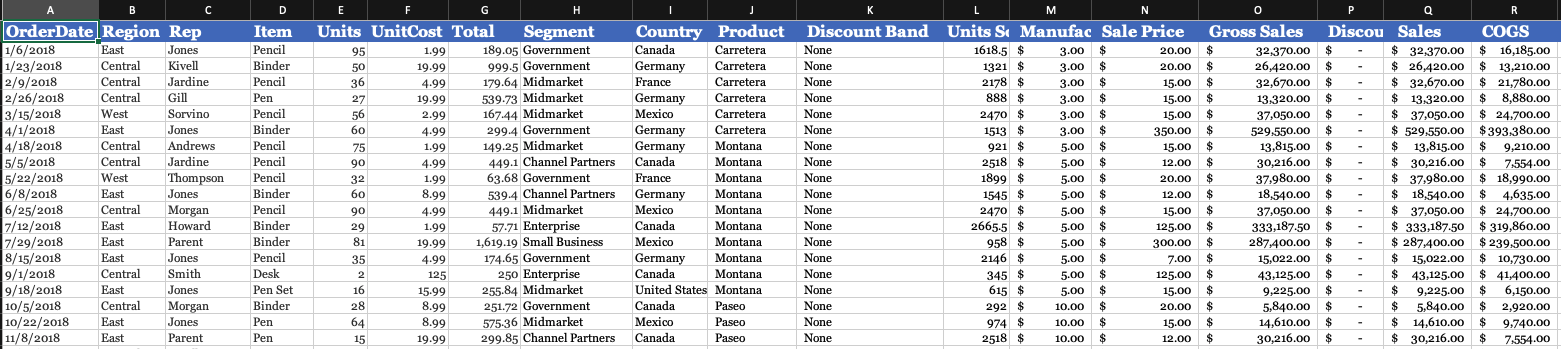 A B C D E F G H I J K L M N O P Q R
OrderDate Region Rep Item Units UnitCost Total Segment Country Product Discount Band Units S Manufac Sale Price Gross Sales Discou Sales COGS
1/6/2018 East Jones Pencil 95 1.99 189.05 Government Canada Carretera None 1618.5 $ 3.00 $ 20.00 $ 32,370.00 $ - $ 32,370.00 $ 16,185.00
1/23/2018 Central Kivell Binder 50 19.99 999.5 Government Germany Carretera None 1321 $ 3.00 $ 20.00 $ 26,420.00 $ - $ 26,420.00 $ 13,210.00
2/9/2018 Central Jardine Pencil 36 4.99 179.64 Midmarket France Carretera None 2178 $ 3.00 $ 15.00 $ 32,670.00 $ - $ 32,670.00 $ 21,780.00
2/26/2018 Central Gill Pen 27 19.99 539.73 Midmarket Germany Carretera None 888 $ 3.00 $ 15.00 $ 13,320.00 $ - $ 13,320.00 $ 8,880.00
3/15/2018 West Sorvino Pencil 56 2.99 167.44 Midmarket Mexico Carretera None 2470 $ 3.00 $ 15.00 $ 37,050.00 $ - $ 37,050.00 $ 24,700.00
4/1/2018 East Jones Binder 60 4.99 299.4 Government Germany Carretera None 1513 $ 3.00 $ 350.00 $ 529,550.00 $ - $ 529,550.00 $ 393,380.00
4/18/2018 Central Andrews Pencil 75 1.99 149.25 Midmarket Germany Montana None 921 $ 5.00 $ 15.00 $ 13,815.00 $ - $ 13,815.00 $ 9,210.00
5/5/2018 Central Jardine Pencil 90 4.99 449.1 Channel Partners Canada Montana None 2518 $ 5.00 $ 12.00 $ 30,216.00 $ - $ 30,216.00 $ 7,554.00
5/22/2018 West Thompson Pencil 32 1.99 63.68 Government France Montana None 1899 $ 5.00 $ 20.00 $ 37,980.00 $ - $ 37,980.00 $ 18,990.00
6/8/2018 East Jones Binder 60 8.99 539.4 Channel Partners Germany Montana None 1545 $ 5.00 $ 12.00 $ 18,540.00 $ - $ 18,540.00 $ 4,635.00
6/25/2018 Central Morgan Pencil 90 4.99 449.1 Midmarket Mexico Montana None 2470 $ 5.00 $ 15.00 $ 37,050.00 $ - $ 37,050.00 $ 24,700.00
7/12/2018 East Howard Binder 29 1.99 57.71 Enterprise Canada Montana None 2665.5 $ 5.00 $ 125.00 $ 333,187.50 $ - $ 333,187.50 $ 319,860.00
7/29/2018 East Parent Binder 81 19.99 1,619.19 Small Business Mexico Montana None 958 $ 5.00 $ 300.00 $ 287,400.00 $ - $ 287,400.00 $ 239,500.00
8/15/2018 East Jones Pencil 35 4.99 174.65 Government Germany Montana None 2146 $ 5.00 $ 7.00 $ 15,022.00 $ - $ 15,022.00 $ 10,730.00
9/1/2018 Central Smith Desk 2 125 250 Enterprise Canada Montana None 345 $ 5.00 $ 125.00 $ 43,125.00 $ - $ 43,125.00 $ 41,400.00
9/18/2018 East Jones Pen Set 16 15.99 255.84 Midmarket United States Montana None 615 $ 5.00 $ 15.00 $ 9,225.00 $ - $ 9,225.00 $ 6,150.00
10/5/2018 Central Morgan Binder 28 8.99 251.72 Government Canada Paseo None 292 $ 10.00 $ 20.00 $ 5,840.00 $ - $ 5,840.00 $ 2,920.00
10/22/2018 East Jones Pen 64 8.99 575.36 Midmarket Mexico Paseo None 974 $ 10.00 $ 15.00 $ 14,610.00 $ - $ 14,610.00 $ 9,740.00
11/8/2018 East Parent Pen 15 19.99 299.85 Channel Partners Canada Paseo None 2518 $ 10.00 $ 12.00 $ 30,216.00 $ - $ 30,216.00 $ 7,554.00